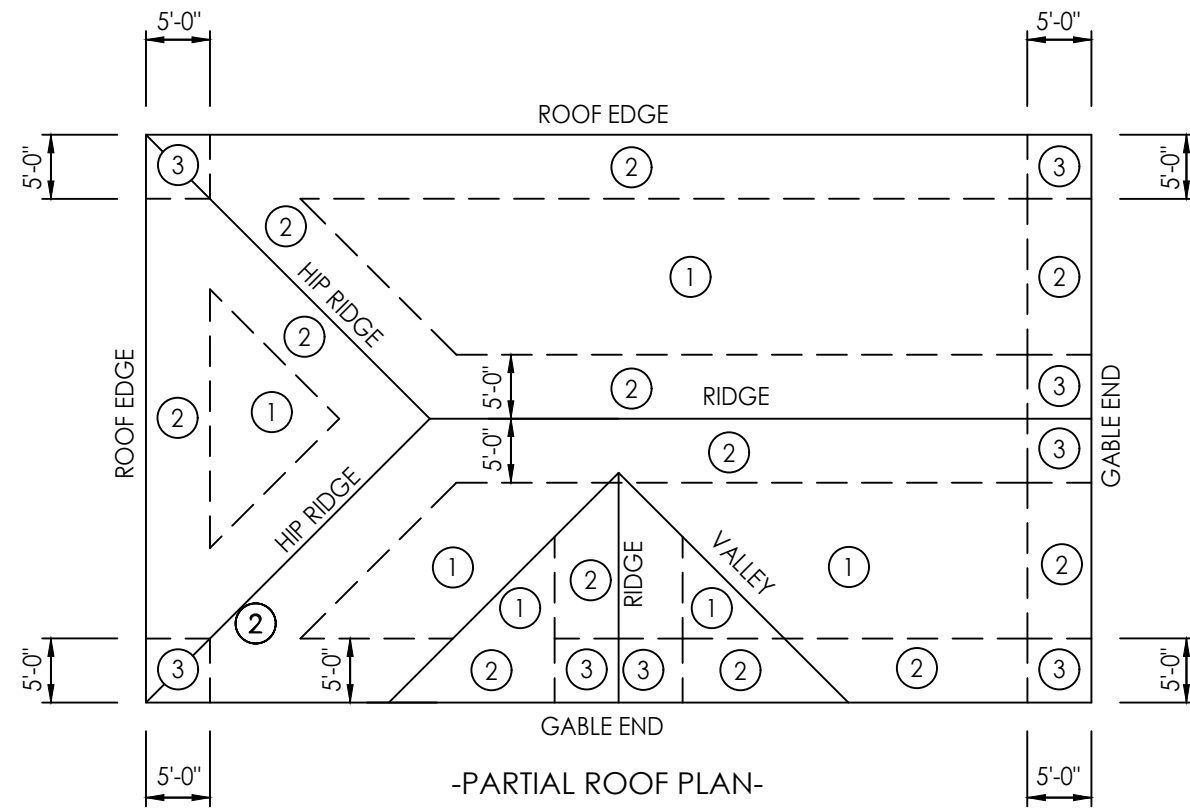 5'-0" 5'-0"
ROOF EDGE
5'-0" 3 2 3 5'-0"
2
HIP RIDGE 1 2
2
5'-0" 2 RIDGE 3
ROOF EDGE 2 1 GABLE END
5'-0" 2 3
HIP RIDGE
1 2 RIDGE VALLEY 1 2
1 1
2
5'-0" 3 5'-0" 2 3 3 2 2 3 5'-0"
GABLE END
5'-0" -PARTIAL ROOF PLAN- 5'-0"